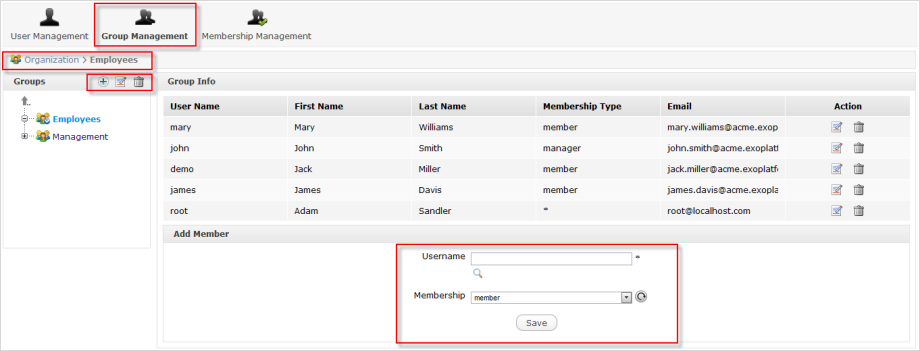 User Management Group Management Membership Management
Organization > Employees
Groups
Group Info
Employees
Management
User Name First Name Last Name Membership Type Email Action
mary Mary Williams member mary.williams@acme.exop
john John Smith manager john.smith@acme.exoplatf
demo Jack Miller member jack.miller@acme.exoplatfo
james James Davis member james.davis@acme.exopla
root Adam Sandler * root@localhost.com
Add Member
Username *
Membership member
Save